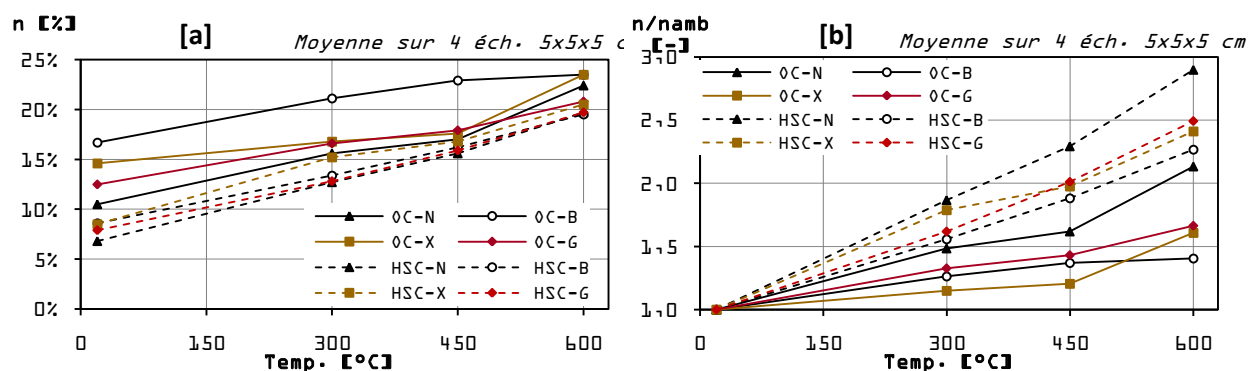 n [%]
[a]
Moyenne sur 4 éch. 5x5x5 c
25%
20%
15%
10%
5%
0%
OC-N
OC-B
OC-X
OC-G
HSC-N
HSC-B
HSC-X
HSC-G
0
150
300
450
600
Temp. [°C]
n/namb
[-]
[b]
Moyenne sur 4 éch. 5x5x5 cm
3,0
2,5
2,0
1,5
1,0
OC-N
OC-B
OC-X
OC-G
HSC-N
HSC-B
HSC-X
HSC-G
0
150
300
450
600
Temp. [°C]